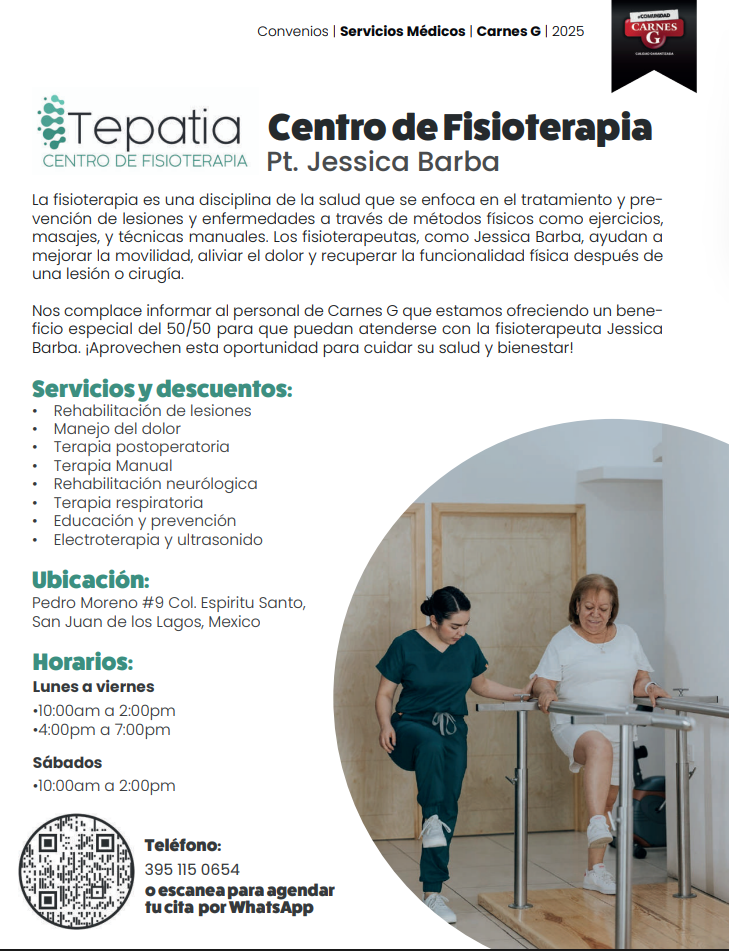 Convenios | Servicios Médicos | Carnes G | 2025
#COMUNIDAD
CARNES
G
CALIDAD GARANTIZADA
Tepatia
CENTRO DE FISIOTERAPIA
Centro de Fisioterapia
Pt. Jessica Barba
La fisioterapia es una disciplina de la salud que se enfoca en el tratamiento y pre-
vención de lesiones y enfermedades a través de métodos físicos como ejercicios,
masajes, y técnicas manuales. Los fisioterapeutas, como Jessica Barba, ayudan a
mejorar la movilidad, aliviar el dolor y recuperar la funcionalidad física después de
una lesión o cirugía.
Nos complace informar al personal de Carnes G que estamos ofreciendo un bene-
ficio especial del 50/50 para que puedan atenderse con la fisioterapeuta Jessica
Barba. ¡Aprovechen esta oportunidad para cuidar su salud y bienestar!
Servicios y descuentos:
• Rehabilitación de lesiones
• Manejo del dolor
• Terapia postoperatoria
• Terapia Manual
• Rehabilitación neurólogica
• Terapia respiratoria
• Educación y prevención
• Electroterapia y ultrasonido
Ubicación:
Pedro Moreno #9 Col. Espiritu Santo,
San Juan de los Lagos, Mexico
Horarios:
Lunes a viernes
•10:00am a 2:00pm
•4:00pm a 7:00pm
Sábados
•10:00am a 2:00pm
Teléfono:
395 115 0654
o escanea para agendar
tu cita por WhatsApp